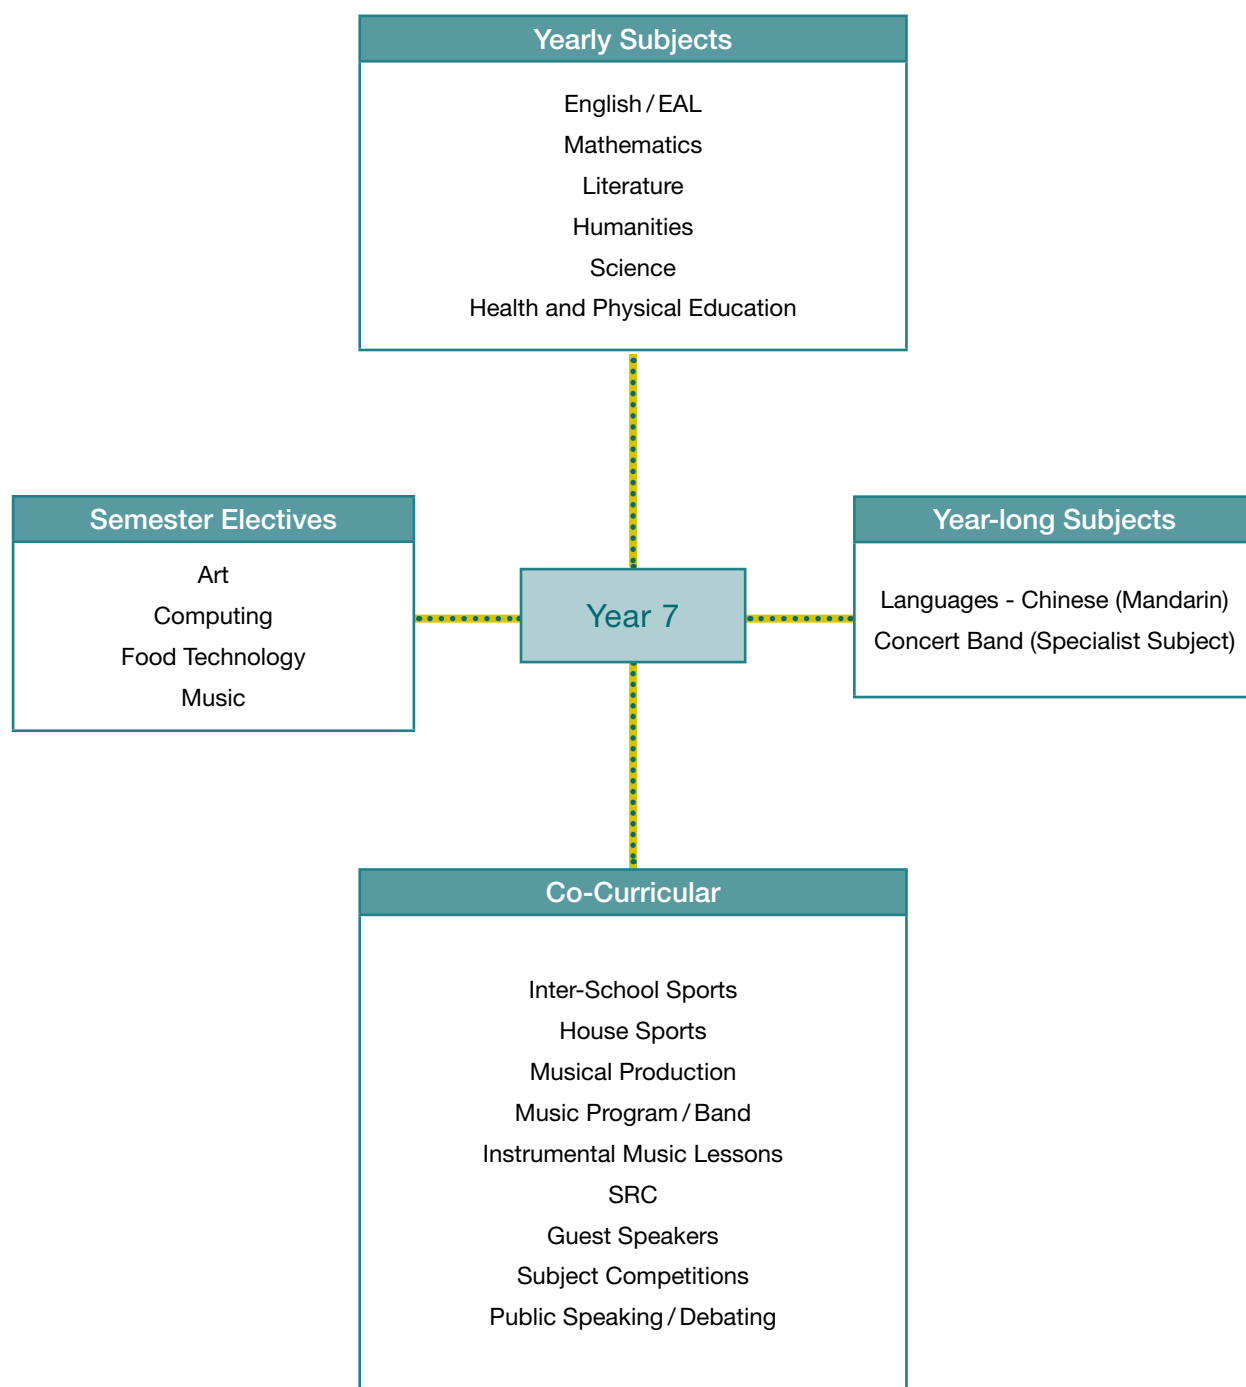 Yearly Subjects
English / EAL
Mathematics
Literature
Humanities
Science
Health and Physical Education
Semester Electives
Art
Computing
Food Technology
Music
Year 7
Year-long Subjects
Languages - Chinese (Mandarin)
Concert Band (Specialist Subject)
Co-Curricular
Inter-School Sports
House Sports
Musical Production
Music Program / Band
Instrumental Music Lessons
SRC
Guest Speakers
Subject Competitions
Public Speaking / Debating